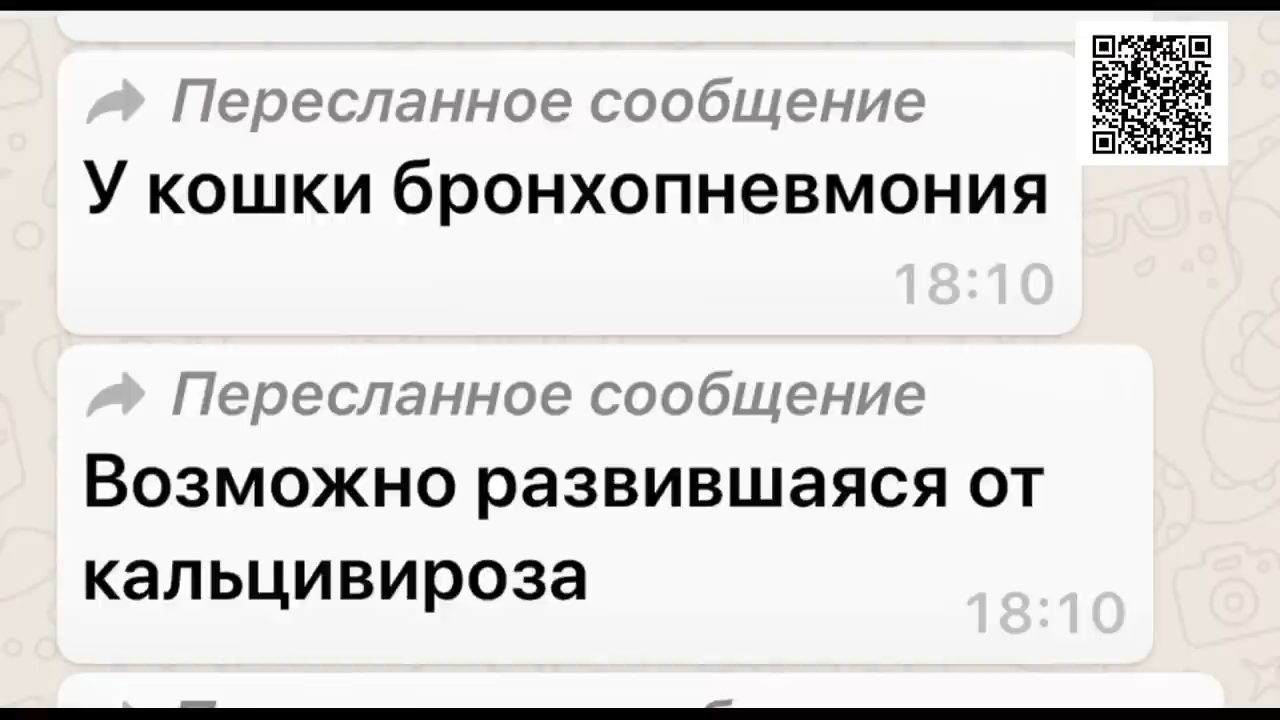 Пересланное сообщение
У кошки бронхопневмония
18:10
Пересланное сообщение
Возможно развившаяся от
кальцивироза
18:10